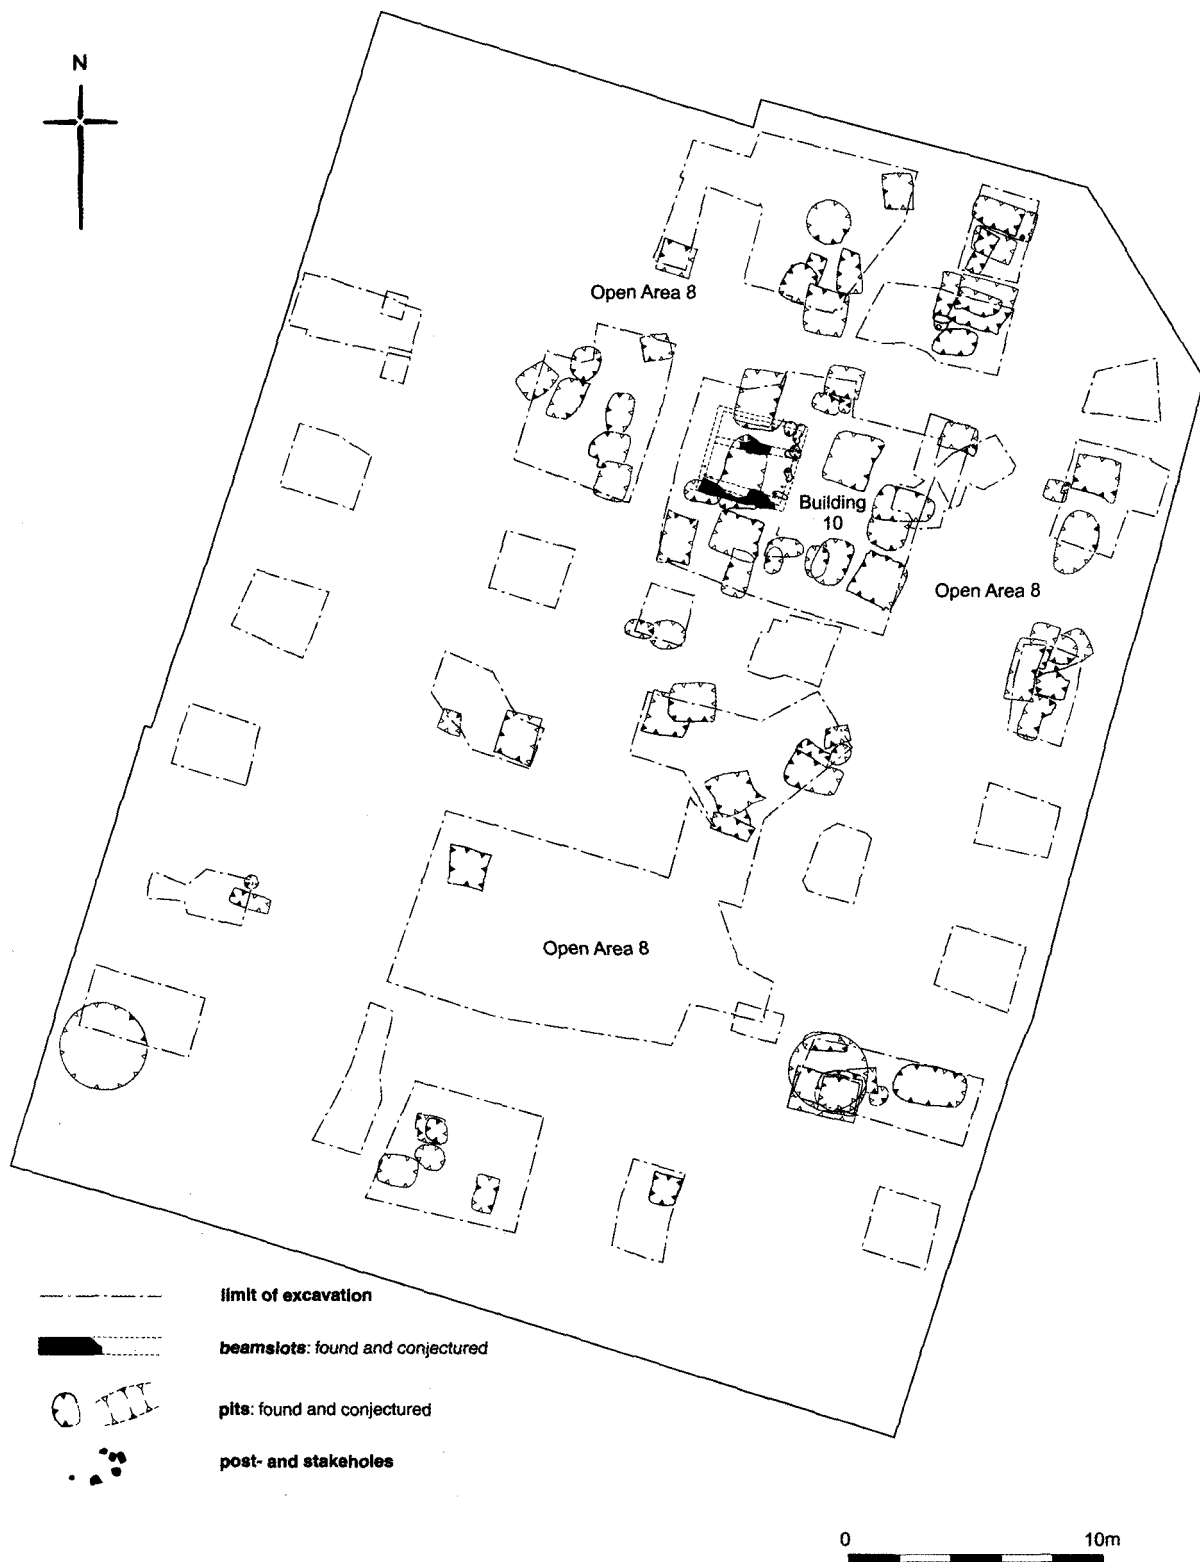 N
Open Area 8
Building
10
Open Area 8
Open Area 8
limit of excavation
beamslots: found and conjectured
pits: found and conjectured
post- and stakeholes
0 10m